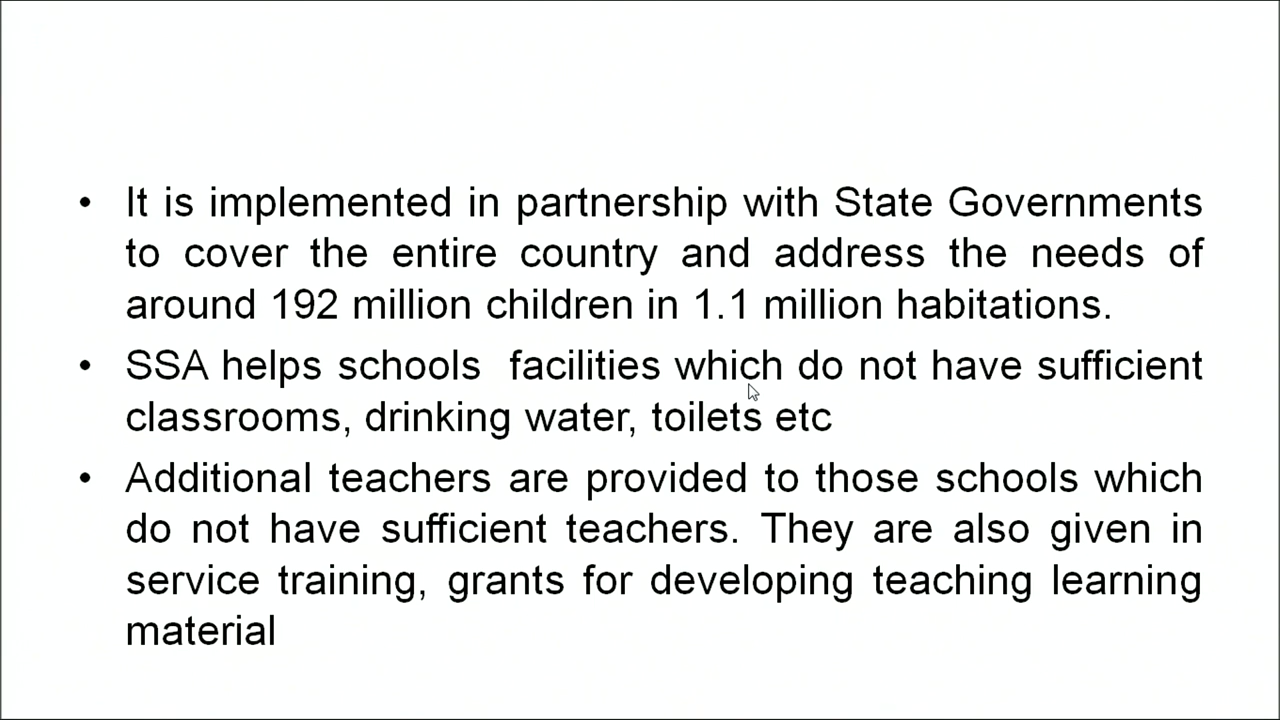 • It is implemented in partnership with State Governments
to cover the entire country and address the needs of
around 192 million children in 1.1 million habitations.
• SSA helps schools facilities which do not have sufficient
classrooms, drinking water, toilets etc
• Additional teachers are provided to those schools which
do not have sufficient teachers. They are also given in
service training, grants for developing teaching learning
material